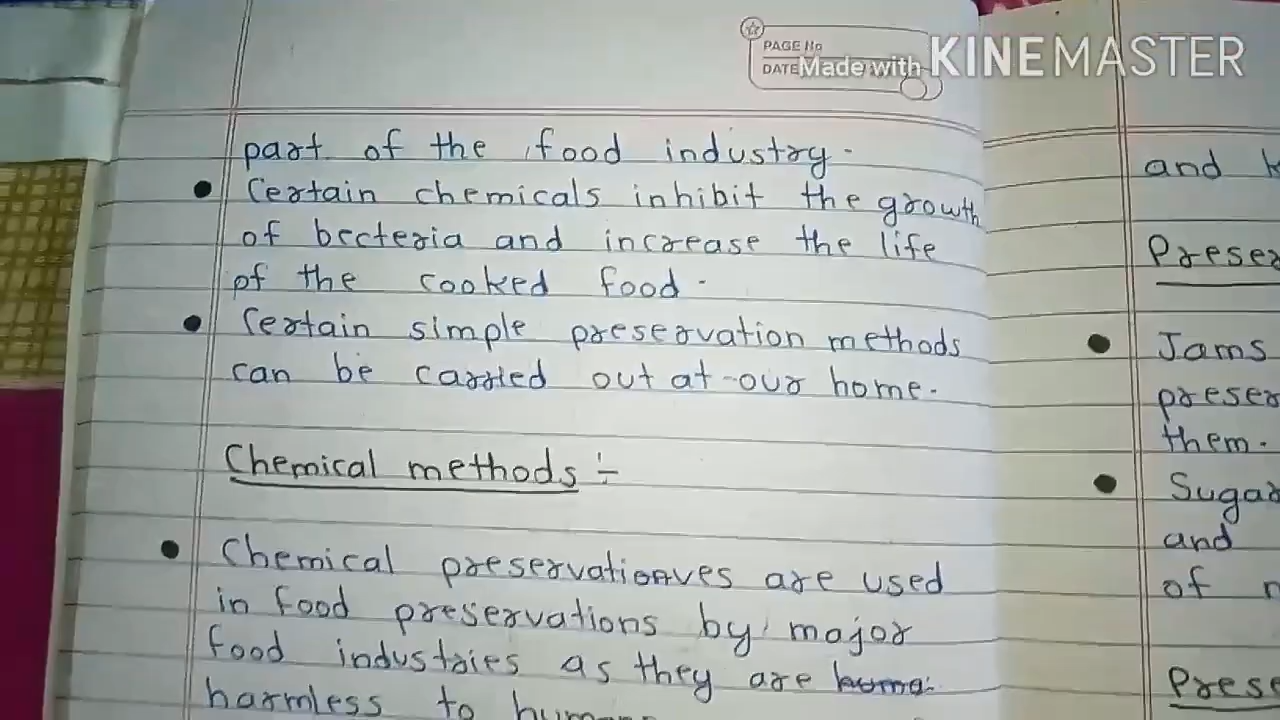 PAGE No
DATE
Made with KINEMASTER
part of the food industry.
• Certain chemicals inhibit the growth
of becteria and increase the life
of the cooked food.
• Certain simple preservation methods
can be carried out at our home.
Chemical methods :-
• Chemical preservationves are used
in food preservations by major
food industries as they are
harmless to
and
• Jams
them.
• Sugar
and
of